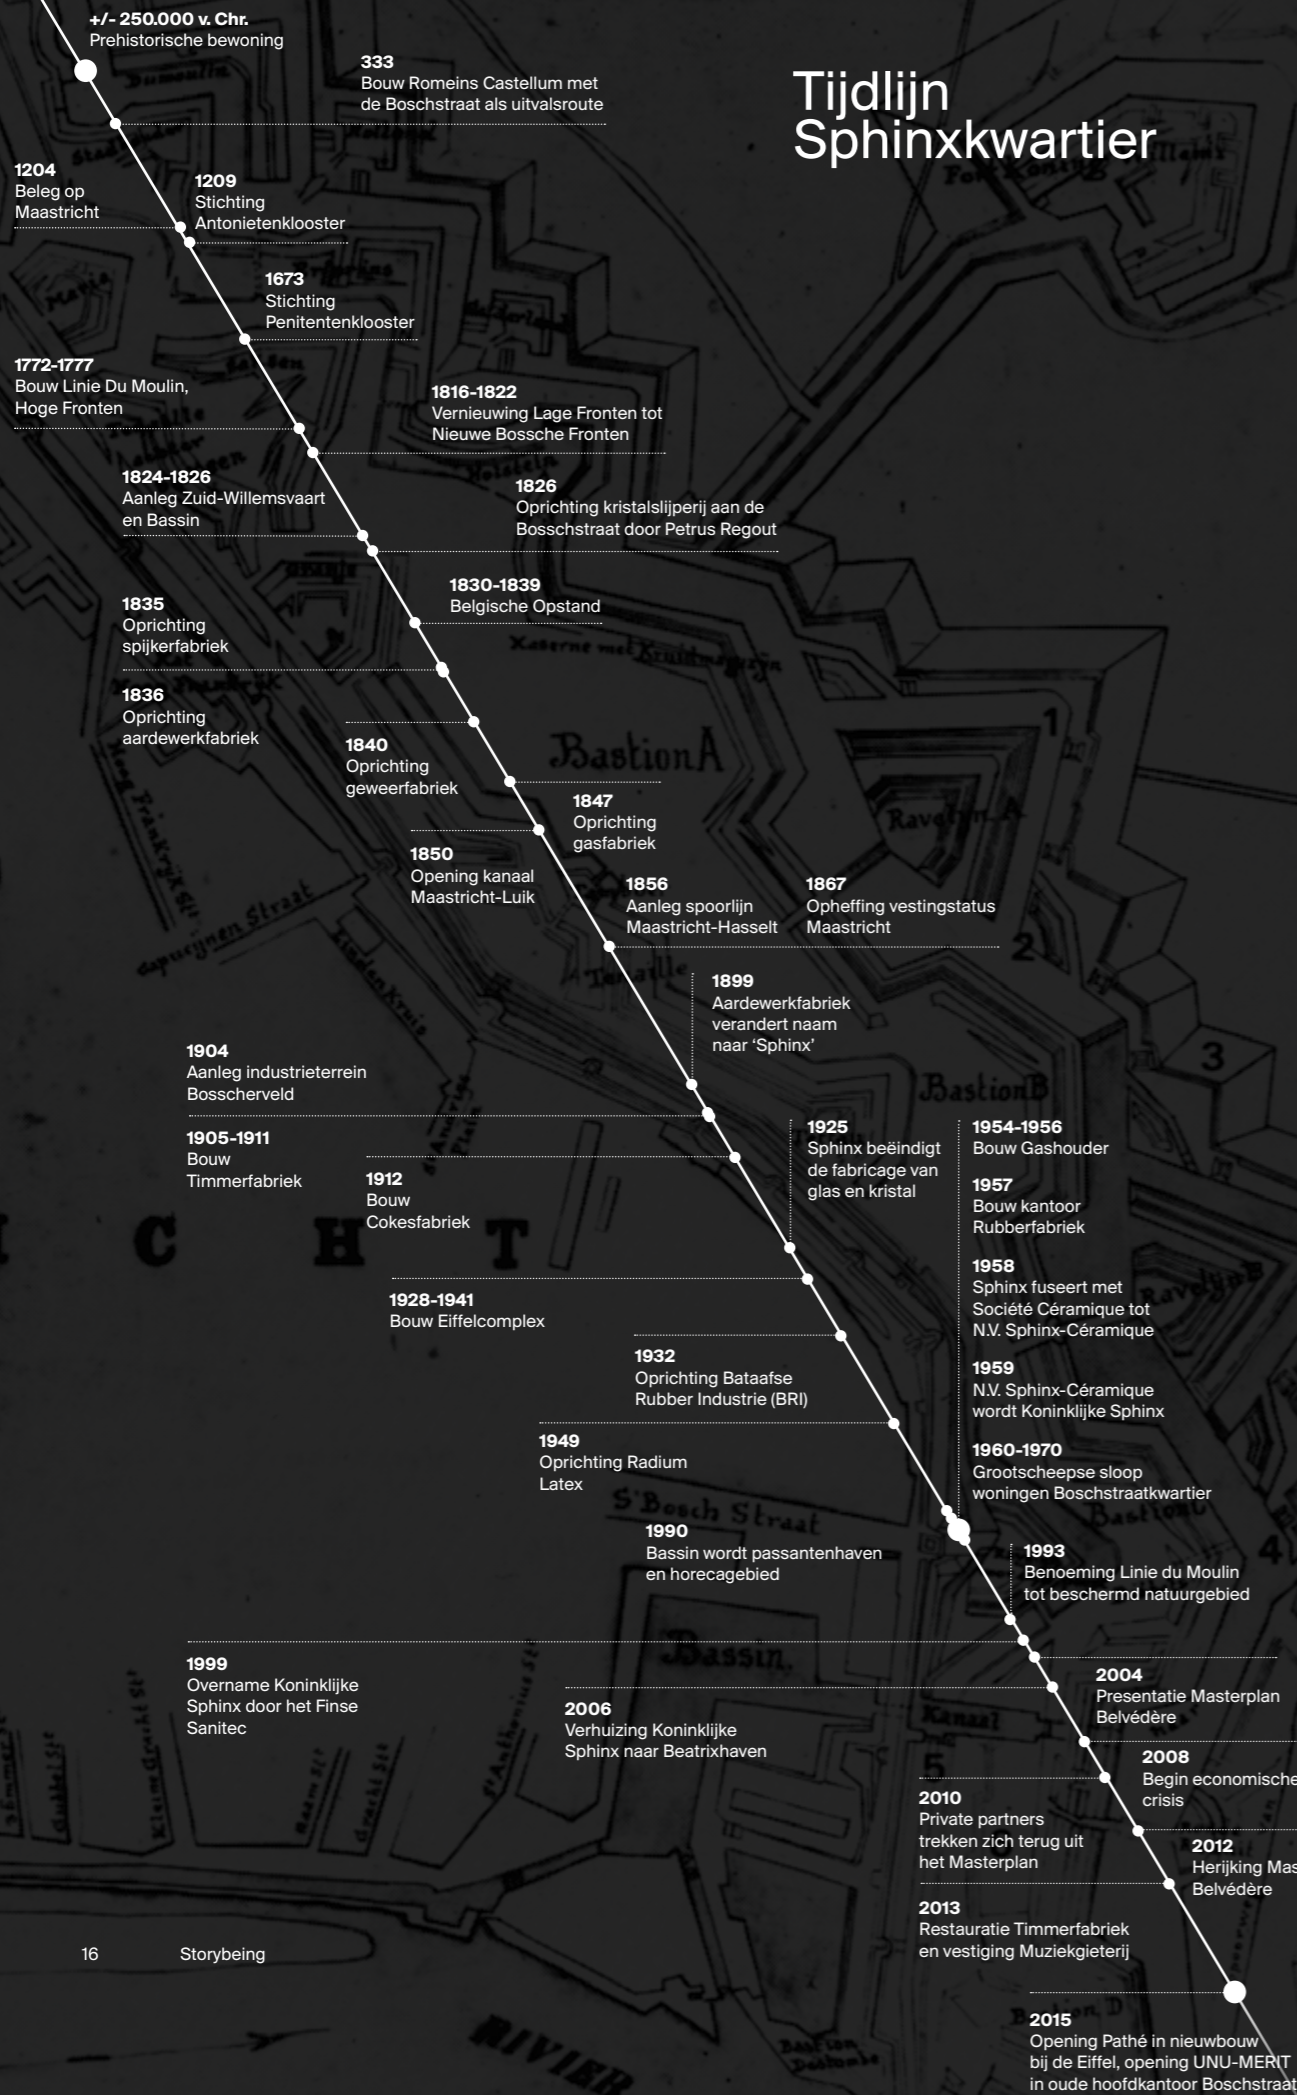 +/- 250.000 v. Chr.
Prehistorische bewoning
333
Bouw Romeins Castellum met
de Boschstraat als uitvalsroute
Tijdlijn
Sphinxkwartier
1204
Beleg op
Maastricht
1209
Stichting
Antonietenklooster
1673
Stichting
Penitentenklooster
1772-1777
Bouw Linie Du Moulin,
Hoge Fronten
1816-1822
Vernieuwing Lage Fronten tot
Nieuwe Bossche Fronten
1824-1826
Aanleg Zuid-Willemsvaart
en Bassin
1826
Oprichting kristalslijperij aan de
Bosschstraat door Petrus Regout
1830-1839
Belgische Opstand
1835
Oprichting
spijkerfabriek
1836
Oprichting
aardewerkfabriek
1840
Oprichting
geweerfabriek
Bastion A
1
1847
Oprichting
gasfabriek
1850
Opening kanaal
Maastricht-Luik
1856
Aanleg spoorlijn
Maastricht-Hasselt
1867
Opheffing vestingstatus
Maastricht
2
1899
Aardewerkfabriek
verandert naam
naar ‘Sphinx’
3
Bastion B
1904
Aanleg industrieterrein
Bosscherveld
1905-1911
Bouw
Timmerfabriek
1912
Bouw
Cokesfabriek
C H T
1925
Sphinx beëindigt
de fabricage van
glas en kristal
1954-1956
Bouw Gashouder
1957
Bouw kantoor
Rubberfabriek
1958
Sphinx fuseert met
Société Céramique tot
N.V. Sphinx-Céramique
1959
N.V. Sphinx-Céramique
wordt Koninklijke Sphinx
1960-1970
Grootscheepse sloop
woningen Boschstraatkwartier
1928-1941
Bouw Eiffelcomplex
1932
Oprichting Bataafse
Rubber Industrie (BRI)
1949
Oprichting Radium
Latex
1990
Bassin wordt passantenhaven
en horecagebied
4
1993
Benoeming Linie du Moulin
tot beschermd natuurgebied
Bassin.
1999
Overname Koninklijke
Sphinx door het Finse
Sanitec
2004
Presentatie Masterplan
Belvédère
2006
Verhuizing Koninklijke
Sphinx naar Beatrixhaven
Kanaal
5
2008
Begin economische
crisis
2010
Private partners
trekken zich terug uit
het Masterplan
2012
Herijking Mas
Belvédère
2013
Restauratie Timmerfabriek
en vestiging Muziekgieterij
16 Storybeing
2015
Opening Pathé in nieuwbouw
bij de Eiffel, opening UNU-MERIT
in oude hoofdkantoor Boschstraat
RIVIER